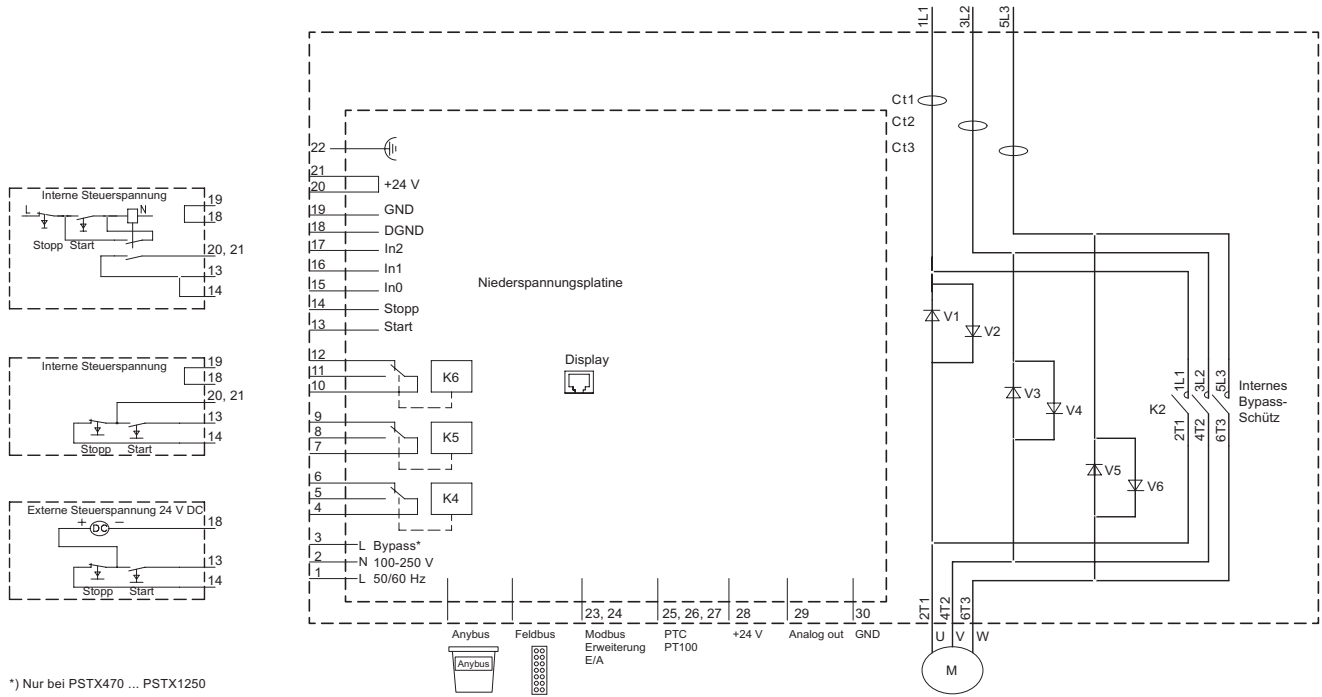 1L1
3L2
5L3
Ct1
Ct2
Ct3
22
21
20
+24 V
19
GND
18
DGND
17
In2
16
In1
15
In0
14
Stopp
13
Start
Niederspannungsplatine
Display
12
11
10
K6
9
8
7
K5
6
5
4
K4
3
L Bypass*
2
N 100-250 V
1
L 50/60 Hz
Interne Steuerspannung
L
N
Stopp Start
19
18
20, 21
13
14
Interne Steuerspannung
19
18
20, 21
13
14
Stopp Start
Externe Steuerspannung 24 V DC
+
DC
−
18
13
14
Stopp Start
V1
V2
V3
V4
V5
V6
K2
1L1
3L2
5L3
2T1
4T2
6T3
Internes
Bypass-
Schütz
23, 24
25, 26, 27
28
29
30
2T1
4T2
6T3
Anybus
Feldbus
Modbus
Erweiterung
E/A
PTC
PT100
+24 V
Analog out
GND
U
V
W
M
Anybus
*) Nur bei PSTX470 ... PSTX1250